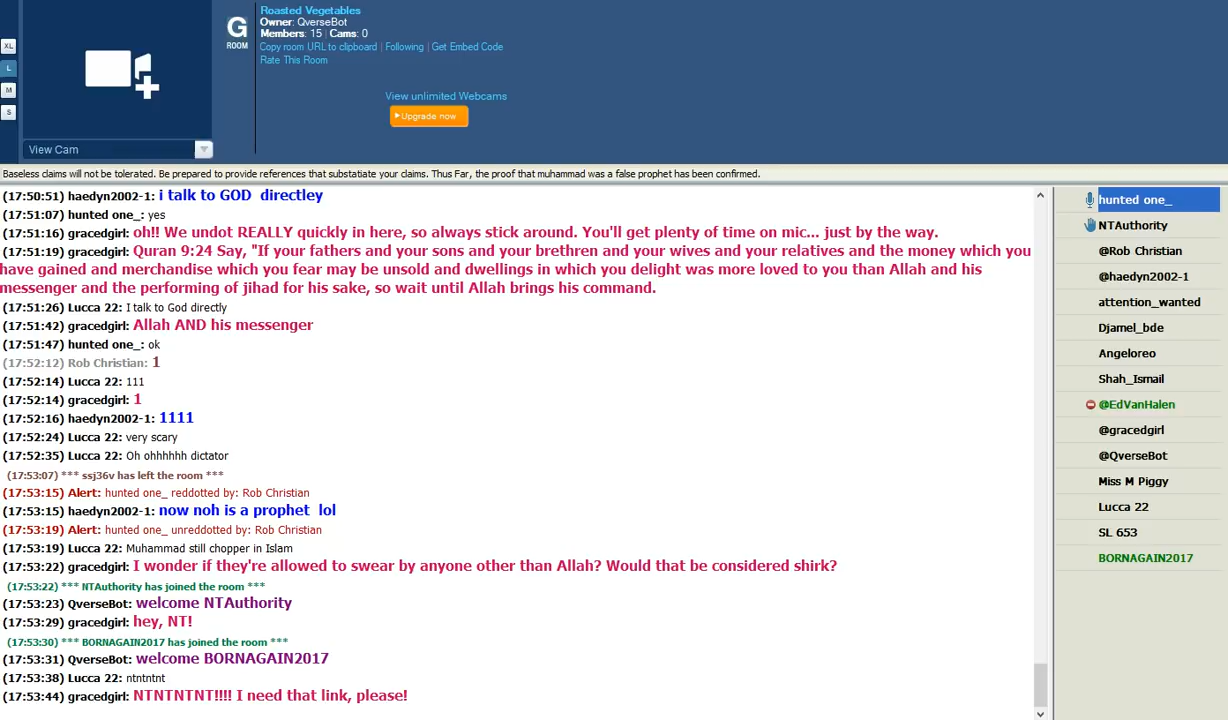 Roasted Vegetables
Owner: QverseBot
Members: 15 | Cams: 0
Copy room URL to clipboard | Following | Get Embed Code
Rate This Room
G
ROOM
XL
L
M
S
View unlimited Webcams
Upgrade now
View Cam
Baseless claims will not be tolerated. Be prepared to provide references that substatiate your claims. Thus Far, the proof that muhammad was a false prophet has been confirmed.
(17:50:51) haedyn2002-1: i talk to GOD directley
(17:51:07) hunted one_: yes
(17:51:16) gracedgirl: oh!! We undot REALLY quickly in here, so always stick around. You'll get plenty of time on mic... just by the way.
(17:51:19) gracedgirl: Quran 9:24 Say, "If your fathers and your sons and your brethren and your wives and your relatives and the money which you
have gained and merchandise which you fear may be unsold and dwellings in which you delight was more loved to you than Allah and his
messenger and the performing of jihad for his sake, so wait until Allah brings his command.
(17:51:26) Lucca 22: I talk to God directly
(17:51:42) gracedgirl: Allah AND his messenger
(17:51:47) hunted one_: ok
(17:52:12) Rob Christian: 1
(17:52:14) Lucca 22: 111
(17:52:14) gracedgirl: 1
(17:52:16) haedyn2002-1: 1111
(17:52:24) Lucca 22: very scary
(17:52:35) Lucca 22: Oh ohhhhhh dictator
(17:53:07) *** ssj36v has left the room ***
(17:53:15) Alert: hunted one_ reddotted by: Rob Christian
(17:53:15) haedyn2002-1: now noh is a prophet lol
(17:53:19) Alert: hunted one_ unreddotted by: Rob Christian
(17:53:19) Lucca 22: Muhammad still chopper in Islam
(17:53:22) gracedgirl: I wonder if they're allowed to swear by anyone other than Allah? Would that be considered shirk?
(17:53:22) *** NTAuthority has joined the room ***
(17:53:23) QverseBot: welcome NTAuthority
(17:53:29) gracedgirl: hey, NT!
(17:53:30) *** BORNAGAIN2017 has joined the room ***
(17:53:31) QverseBot: welcome BORNAGAIN2017
(17:53:38) Lucca 22: ntntntnt
(17:53:44) gracedgirl: NTNTNTNT!!!! I need that link, please!
hunted one_
NTAuthority
@Rob Christian
@haedyn2002-1
attention_wanted
Djamel_bde
Angeloreo
Shah_Ismail
@EdVanHalen
@gracedgirl
@QverseBot
Miss M Piggy
Lucca 22
SL 653
BORNAGAIN2017